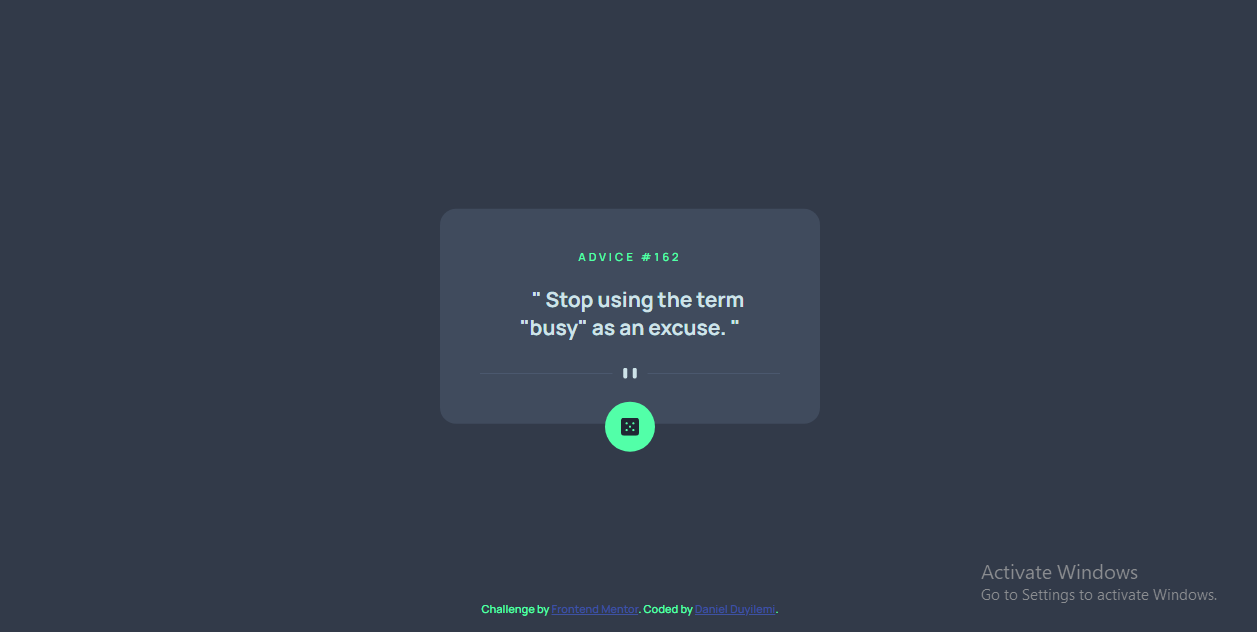 ADVICE #162
" Stop using the term
"busy" as an excuse. "
Challenge by Frontend Mentor. Coded by Daniel Duyilemi.
Activate Windows
Go to Settings to activate Windows.